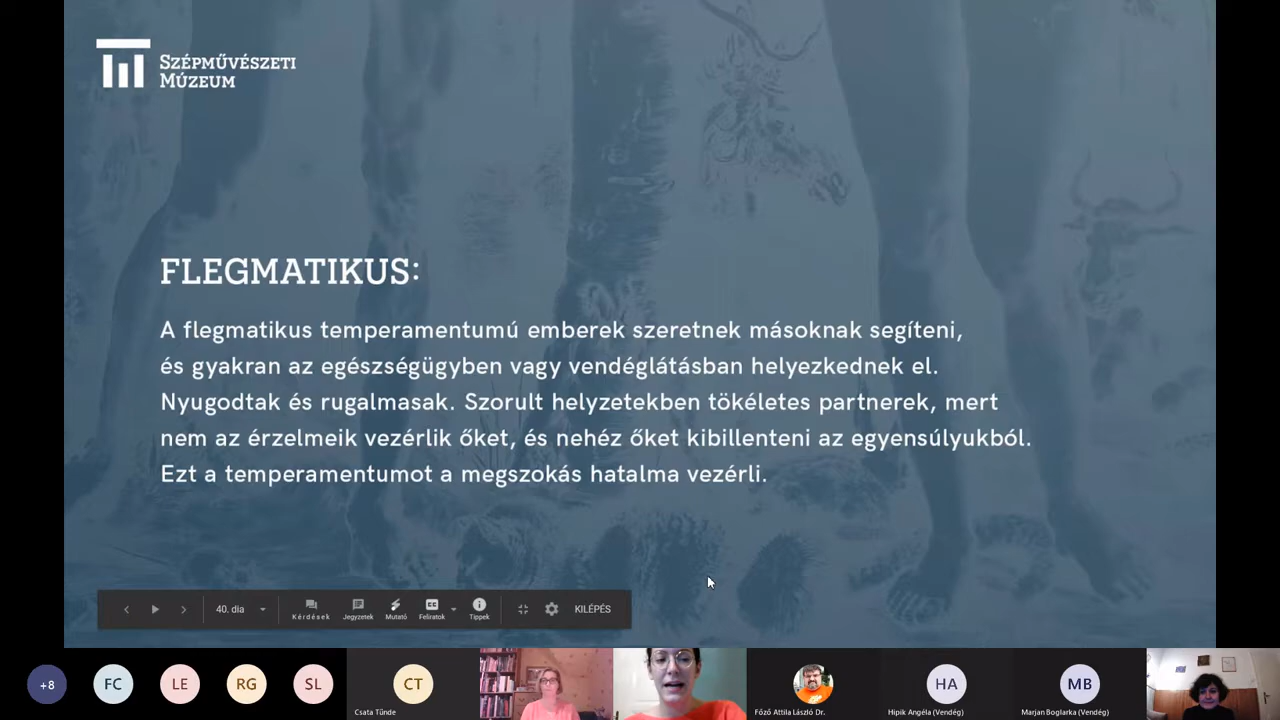 SZÉPMŰVÉSZETI
MÚZEUM
FLEGMATIKUS:
A flegmatikus temperamentumú emberek szeretnek másoknak segíteni,
és gyakran az egészségügyben vagy vendéglátásban helyezkednek el.
Nyugodtak és rugalmasak. Szorult helyzetekben tökéletes partnerek, mert
nem az érzelmeik vezérlik őket, és nehéz őket kibillenteni az egyensúlyukból.
Ezt a temperamentumot a megszokás hatalma vezérli.
40. dia
Kérdések
Jegyzetek
Mutató
Feliratok
Tippek
KILÉPÉS
+8
FC
LE
RG
SL
CT
Csata Tünde
Főző Attila László Dr.
HA
Hipik Angéla (Vendég)
MB
Marjan Boglarka (Vendég)